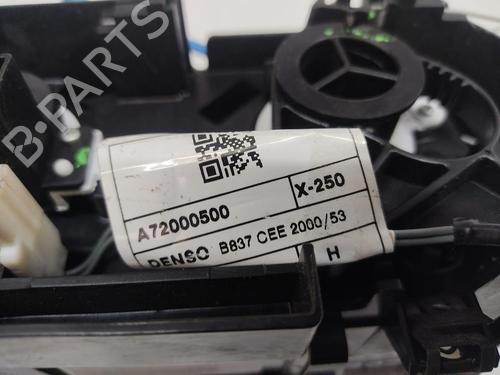 B-PARTS
X-250
A72000500
DENSO B837 CEE 2000/53
H